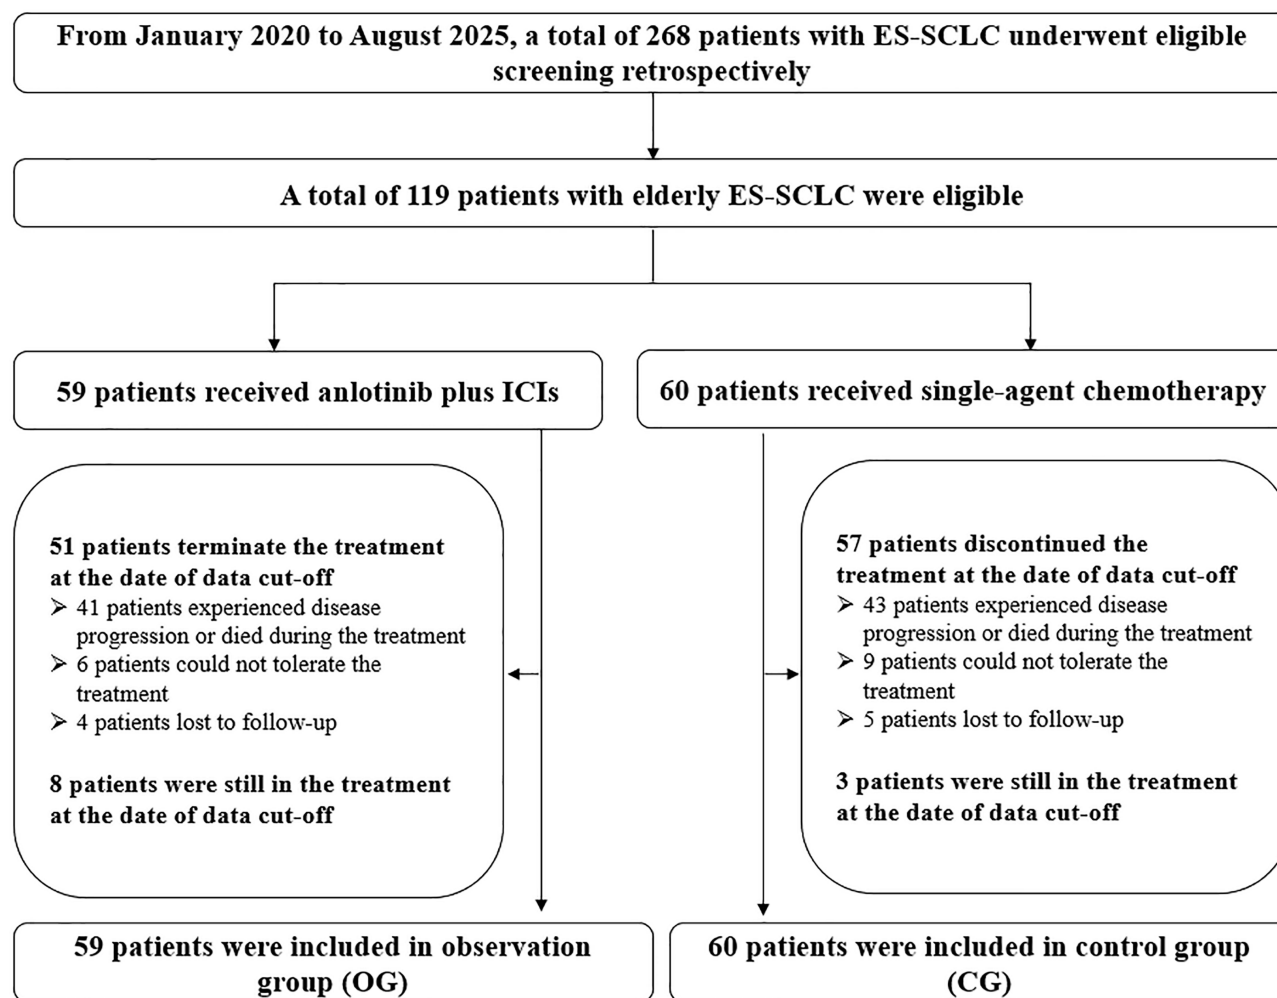 From January 2020 to August 2025, a total of 268 patients with ES-SCLC underwent eligible
screening retrospectively
A total of 119 patients with elderly ES-SCLC were eligible
59 patients received anlotinib plus ICIs
60 patients received single-agent chemotherapy
51 patients terminate the treatment
at the date of data cut-off
➢ 41 patients experienced disease
progression or died during the treatment
➢ 6 patients could not tolerate the
treatment
➢ 4 patients lost to follow-up
8 patients were still in the treatment
at the date of data cut-off
57 patients discontinued the
treatment at the date of data cut-off
➢ 43 patients experienced disease
progression or died during the treatment
➢ 9 patients could not tolerate the
treatment
➢ 5 patients lost to follow-up
3 patients were still in the treatment
at the date of data cut-off
59 patients were included in observation
group (OG)
60 patients were included in control group
(CG)